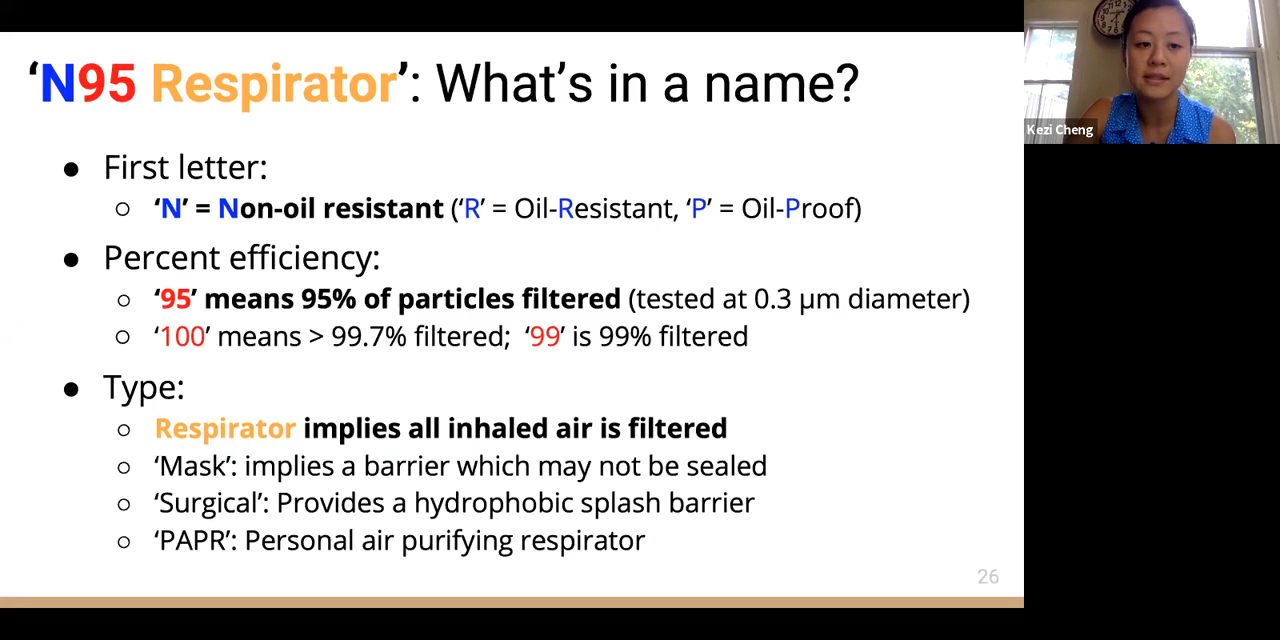 ‘N95 Respirator’: What’s in a name?
● First letter:
○ ‘N’ = Non-oil resistant (‘R’ = Oil-Resistant, ‘P’ = Oil-Proof)
● Percent efficiency:
○ ‘95’ means 95% of particles filtered (tested at 0.3 µm diameter)
○ ‘100’ means > 99.7% filtered; ‘99’ is 99% filtered
● Type:
○ Respirator implies all inhaled air is filtered
○ ‘Mask’: implies a barrier which may not be sealed
○ ‘Surgical’: Provides a hydrophobic splash barrier
○ ‘PAPR’: Personal air purifying respirator
26
Kezi Cheng